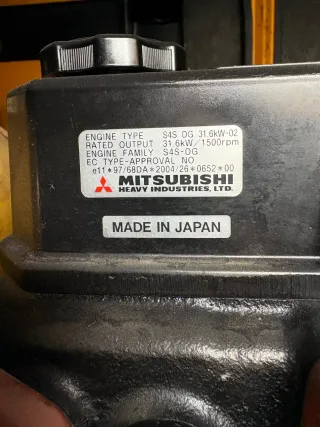 ENGINE TYPE S4S DG 31.6kW-02
RATED OUTPUT 31.6kW/1500rpm
ENGINE FAMILY S4S-DG
EC TYPE-APPROVAL NO
e11*97/68DA*2004/26*0652*00
MITSUBISHI
HEAVY INDUSTRIES, LTD.
MADE IN JAPAN